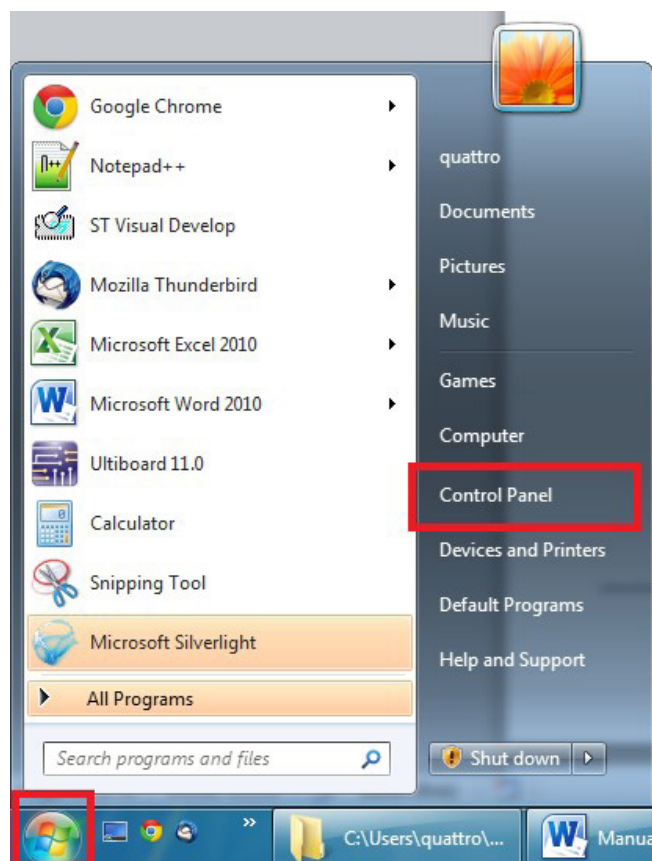 Google Chrome
Notepad++
ST Visual Develop
Mozilla Thunderbird
Microsoft Excel 2010
Microsoft Word 2010
Ultiboard 11.0
Calculator
Snipping Tool
Microsoft Silverlight
All Programs
Search programs and files
quattro
Documents
Pictures
Music
Games
Computer
Control Panel
Devices and Printers
Default Programs
Help and Support
Shut down
»
C:\Users\quattro\...
Manua